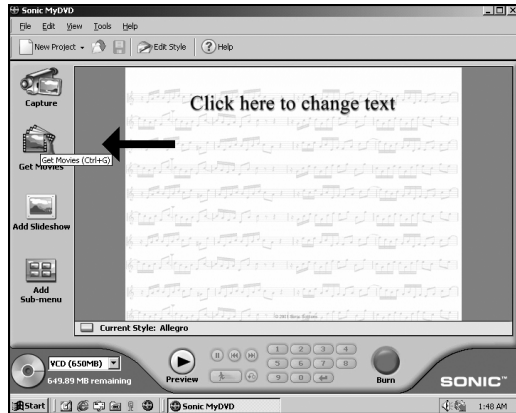 Sonic MyDVD
File Edit View Tools Help
New Project Edit Style ? Help
Capture
Get Movies (Ctrl+G)
Get Movies
Add Slideshow
Add
Sub-menu
Click here to change text
Current Style: Allegro
VCD (650MB)
649.89 MB remaining
Preview
1 2 3 4
5 6 7 8
9 0
Burn
SONIC™
Start Sonic MyDVD 1:48 AM